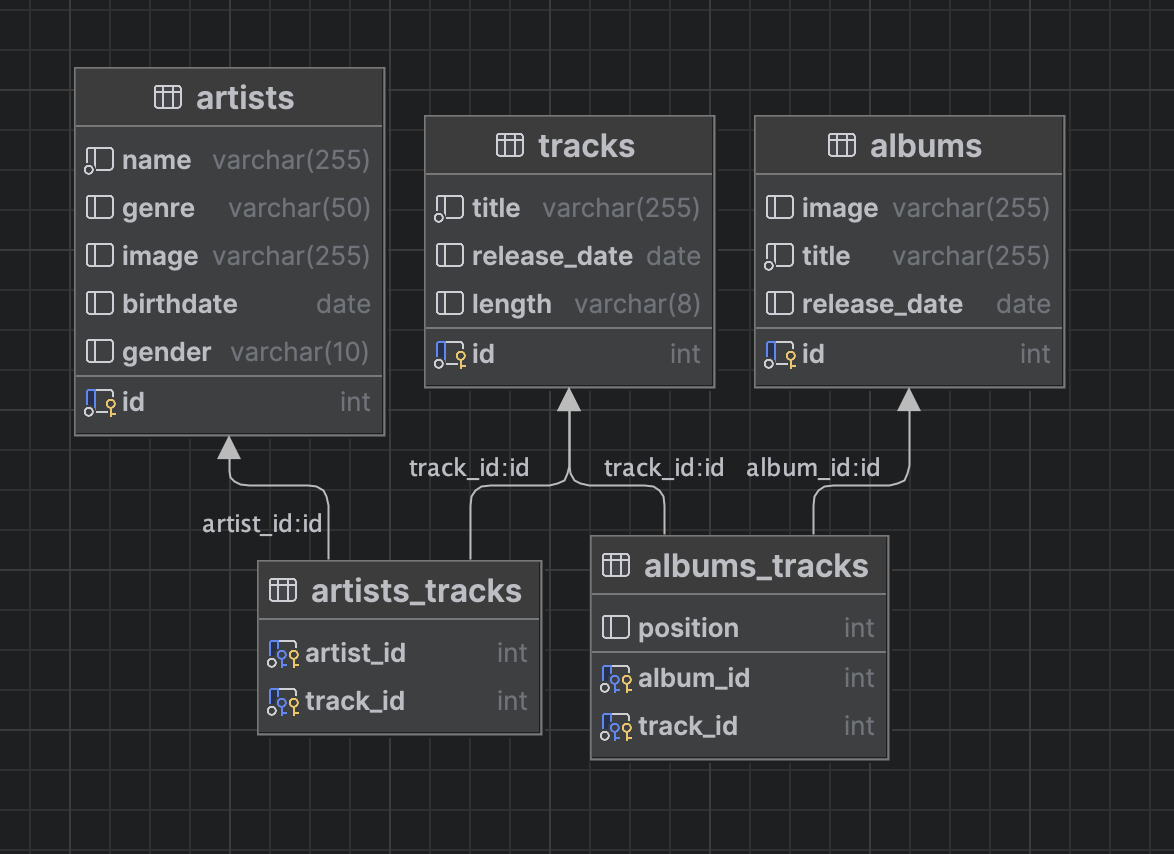 artists
name varchar(255)
genre varchar(50)
image varchar(255)
birthdate date
gender varchar(10)
id int
tracks
title varchar(255)
release_date date
length varchar(8)
id int
albums
image varchar(255)
title varchar(255)
release_date date
id int
artist_id:id
track_id:id
track_id:id
album_id:id
artists_tracks
artist_id int
track_id int
albums_tracks
position int
album_id int
track_id int